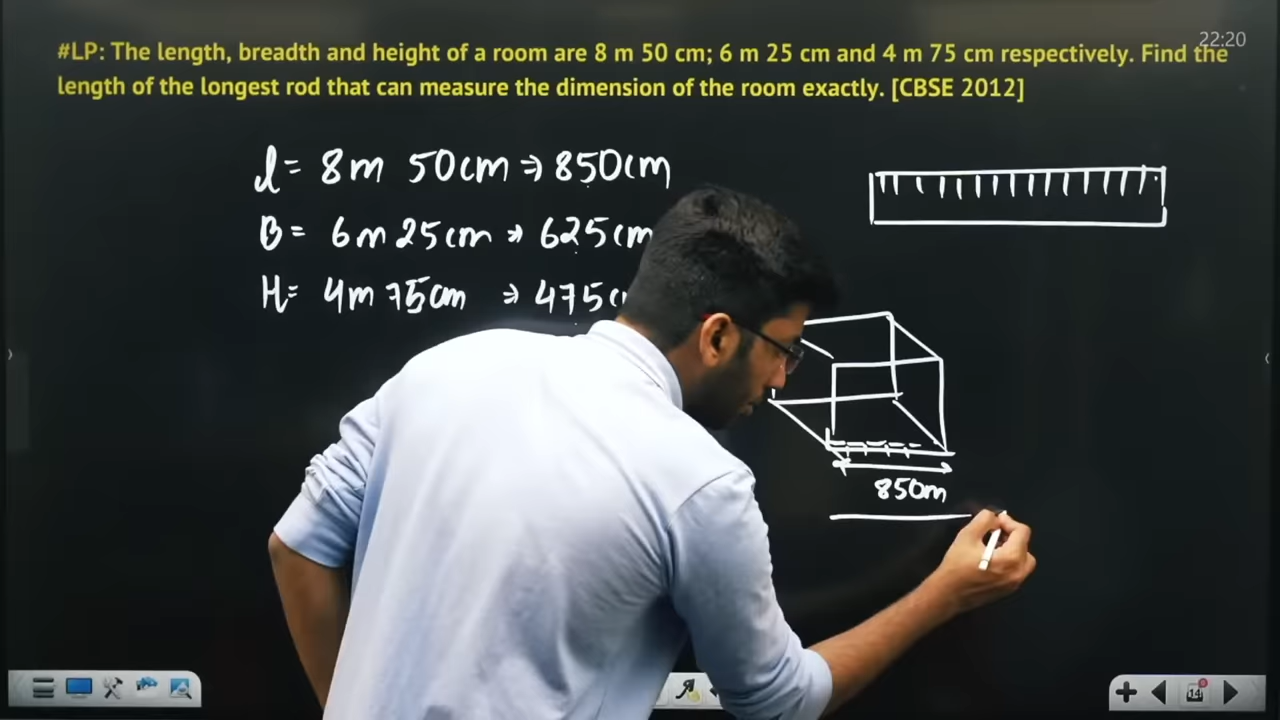 22:20
#LP: The length, breadth and height of a room are 8 m 50 cm; 6 m 25 cm and 4 m 75 cm respectively. Find the
length of the longest rod that can measure the dimension of the room exactly. [CBSE 2012]
l = 8m 50cm ⇒ 850cm
B = 6m 25cm ⇒ 625cm
H = 4m 75cm ⇒ 475c
850m
14